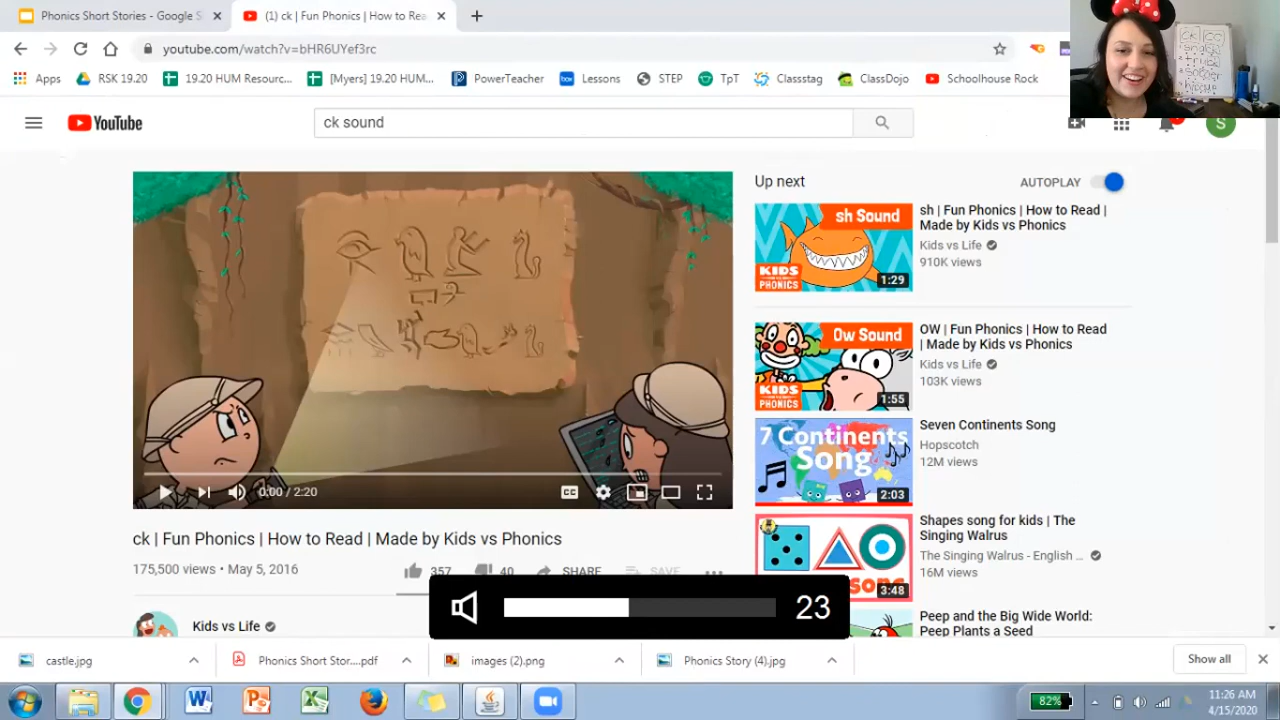 Phonics Short Stories - Google S
(1) ck | Fun Phonics | How to Rea
youtube.com/watch?v=bHR6UYef3rc
Apps
RSK 19.20
19.20 HUM Resourc...
[Myers] 19.20 HUM...
PowerTeacher
Lessons
STEP
TpT
Classstag
ClassDojo
Schoolhouse Rock
YouTube
ck sound
S
Up next
AUTOPLAY
sh Sound
KIDS
PHONICS
1:29
sh | Fun Phonics | How to Read |
Made by Kids vs Phonics
Kids vs Life
910K views
Ow Sound
KIDS
PHONICS
1:55
OW | Fun Phonics | How to Read
| Made by Kids vs Phonics
Kids vs Life
103K views
7 Continents
Song
2:03
Seven Continents Song
Hopscotch
12M views
3:48
Shapes song for kids | The
Singing Walrus
The Singing Walrus - English ...
16M views
Peep and the Big Wide World:
Peep Plants a Seed
0:00 / 2:20
CC
ck | Fun Phonics | How to Read | Made by Kids vs Phonics
175,500 views • May 5, 2016
357
40
SHARE
SAVE
Kids vs Life
23
castle.jpg
Phonics Short Stor....pdf
images (2).png
Phonics Story (4).jpg
Show all
82%
11:26 AM
4/15/2020